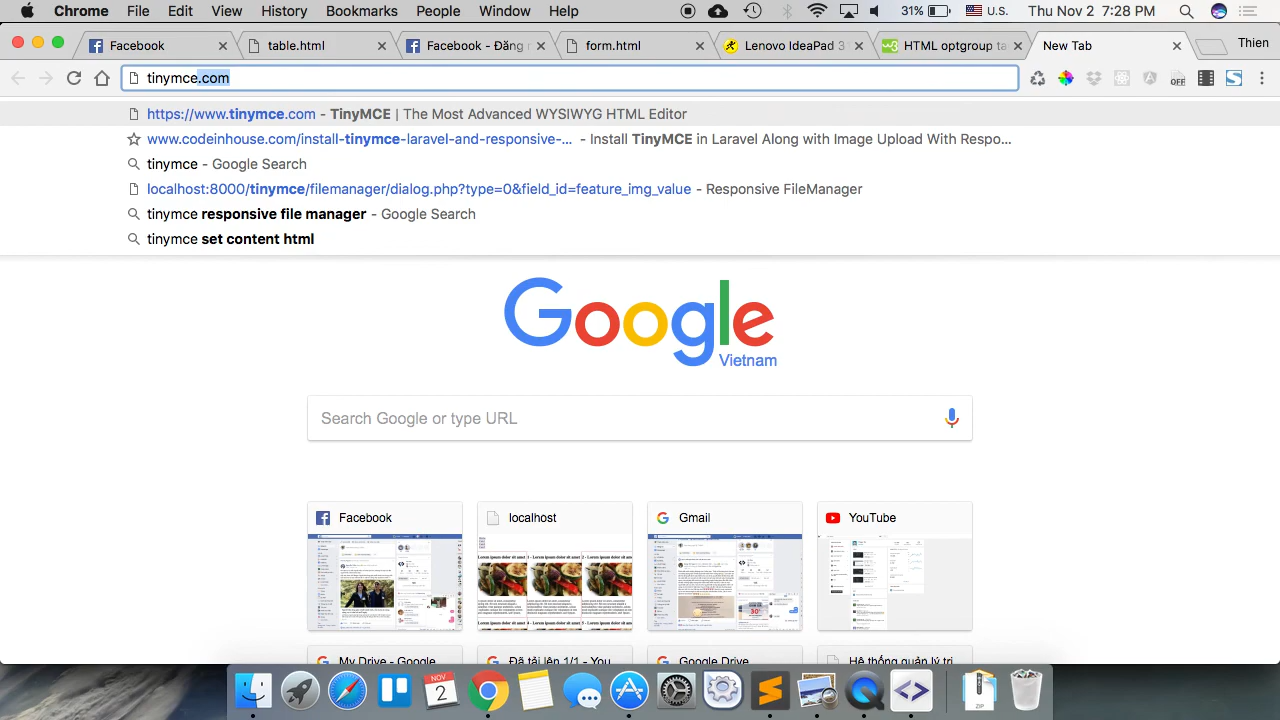 Chrome File Edit View History Bookmarks People Window Help 31% U.S. Thu Nov 2 7:28 PM
Facebook table.html Facebook - Đăng form.html Lenovo IdeaPad 3 HTML optgroup ta New Tab Thien
tinymce.com OFF
https://www.tinymce.com - TinyMCE | The Most Advanced WYSIWYG HTML Editor
www.codeinhouse.com/install-tinymce-laravel-and-responsive-... - Install TinyMCE in Laravel Along with Image Upload With Respo...
tinymce - Google Search
localhost:8000/tinymce/filemanager/dialog.php?type=0&field_id=feature_img_value - Responsive FileManager
tinymce responsive file manager - Google Search
tinymce set content html
Google
Vietnam
Search Google or type URL
Facebook localhost Gmail YouTube
My Drive - Google Đã tải lên 1/1 - You Google Drive Hệ thống quản lý trị
NOV
2
ZIP